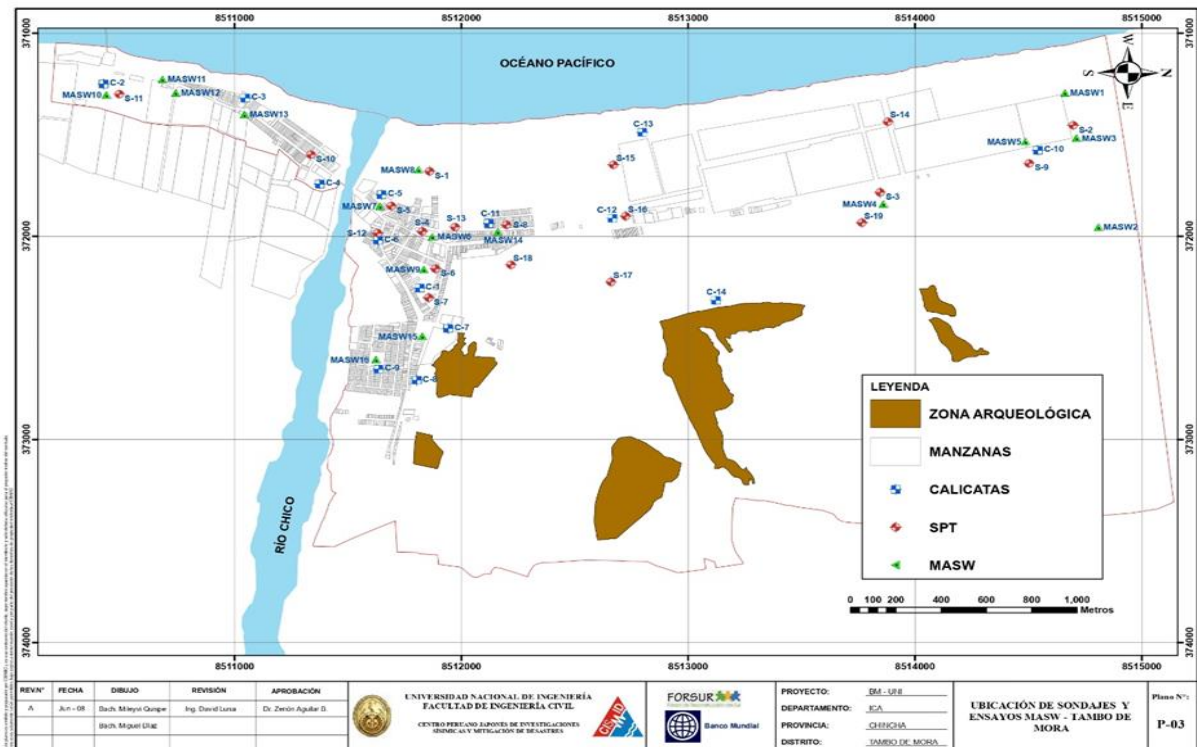 8511000 8512000 8513000 8514000 8515000
371000
371000
OCÉANO PACÍFICO
W
S N
E
MASW11
C-2
MASW10
S-11
MASW12
C-3
MASW13
S-10
C-4
MASW8
S-1
C-5
MASW7
S-5
S-4
S-13
C-11
S-8
S-12
C-6
MASW6
MASW14
MASW9
S-6
S-18
C-1
S-7
C-7
MASW15
MASW16
C-9
C-8
C-13
S-15
C-12
S-16
S-17
C-14
S-14
MASW1
S-2
MASW3
MASW5
C-10
S-9
S-3
MASW4
S-19
MASW2
372000
372000
373000
373000
374000
374000
RÍO CHICO
LEYENDA
ZONA ARQUEOLÓGICA
MANZANAS
CALICATAS
SPT
MASW
0 100 200 400 600 800 1,000
Metros
8511000 8512000 8513000 8514000 8515000
REV.N° FECHA DIBUJO REVISIÓN APROBACIÓN
A Jun - 08 Bach. Mileyvi Quispe Ing. David Luna Dr. Zenón Aguilar B.
Bach. Miguel Diaz
UNIVERSIDAD NACIONAL DE INGENIERÍA
FACULTAD DE INGENIERÍA CIVIL
CENTRO PERUANO JAPONÉS DE INVESTIGACIONES
SÍSMICAS Y MITIGACIÓN DE DESASTRES
CISMID
FORSUR
Banco Mundial
PROYECTO: BM - UNI
DEPARTAMENTO: ICA
PROVINCIA: CHINCHA
DISTRITO: TAMBO DE MORA
UBICACIÓN DE SONDAJES Y
ENSAYOS MASW - TAMBO DE
MORA
Plano N°:
P-03